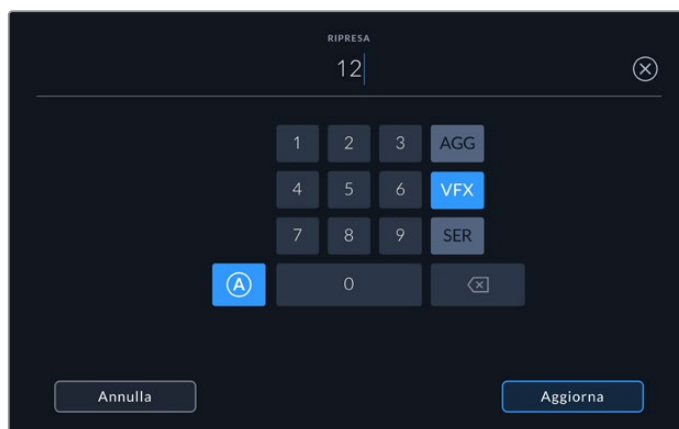 RIPRESA
12
1 2 3 AGG
4 5 6 VFX
7 8 9 SER
A 0
Annulla Aggiorna